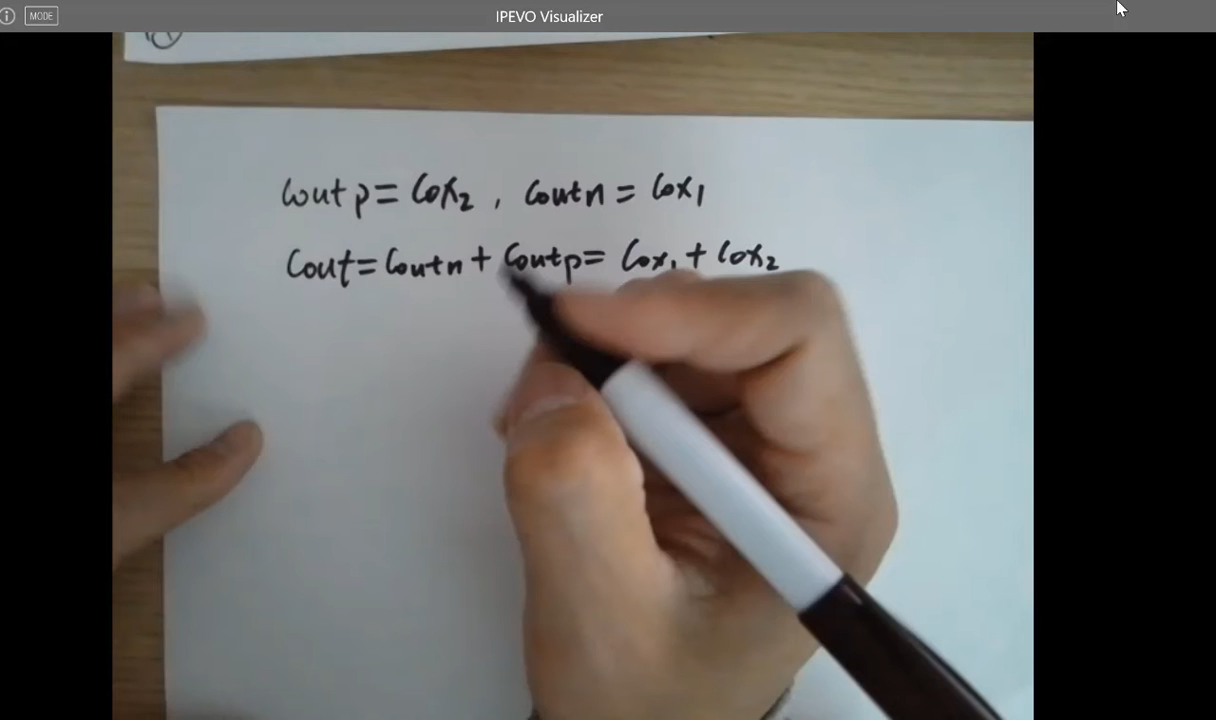 MODE
IPEVO Visualizer
Coutp = Cox2 , Coutn = Cox1
Cout = Coutn + Coutp = Cox1 + Cox2